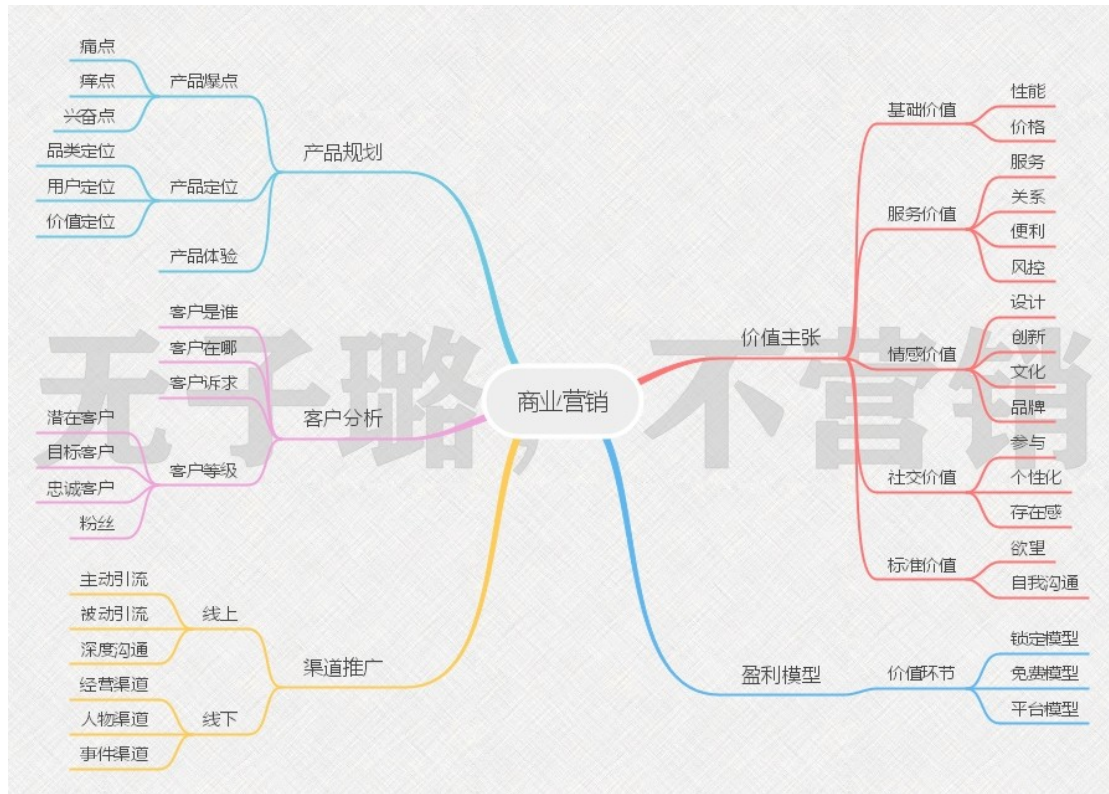 商业营销
产品规划
产品爆点
痛点
痒点
兴奋点
产品定位
品类定位
用户定位
价值定位
产品体验
客户分析
客户是谁
客户在哪
客户诉求
客户等级
潜在客户
目标客户
忠诚客户
粉丝
渠道推广
线上
主动引流
被动引流
深度沟通
线下
经营渠道
人物渠道
事件渠道
价值主张
基础价值
性能
价格
服务价值
服务
关系
便利
风控
情感价值
设计
创新
文化
品牌
社交价值
参与
个性化
存在感
标准价值
欲望
自我沟通
盈利模型
价值环节
锁定模型
免费模型
平台模型
无子璐，不营销